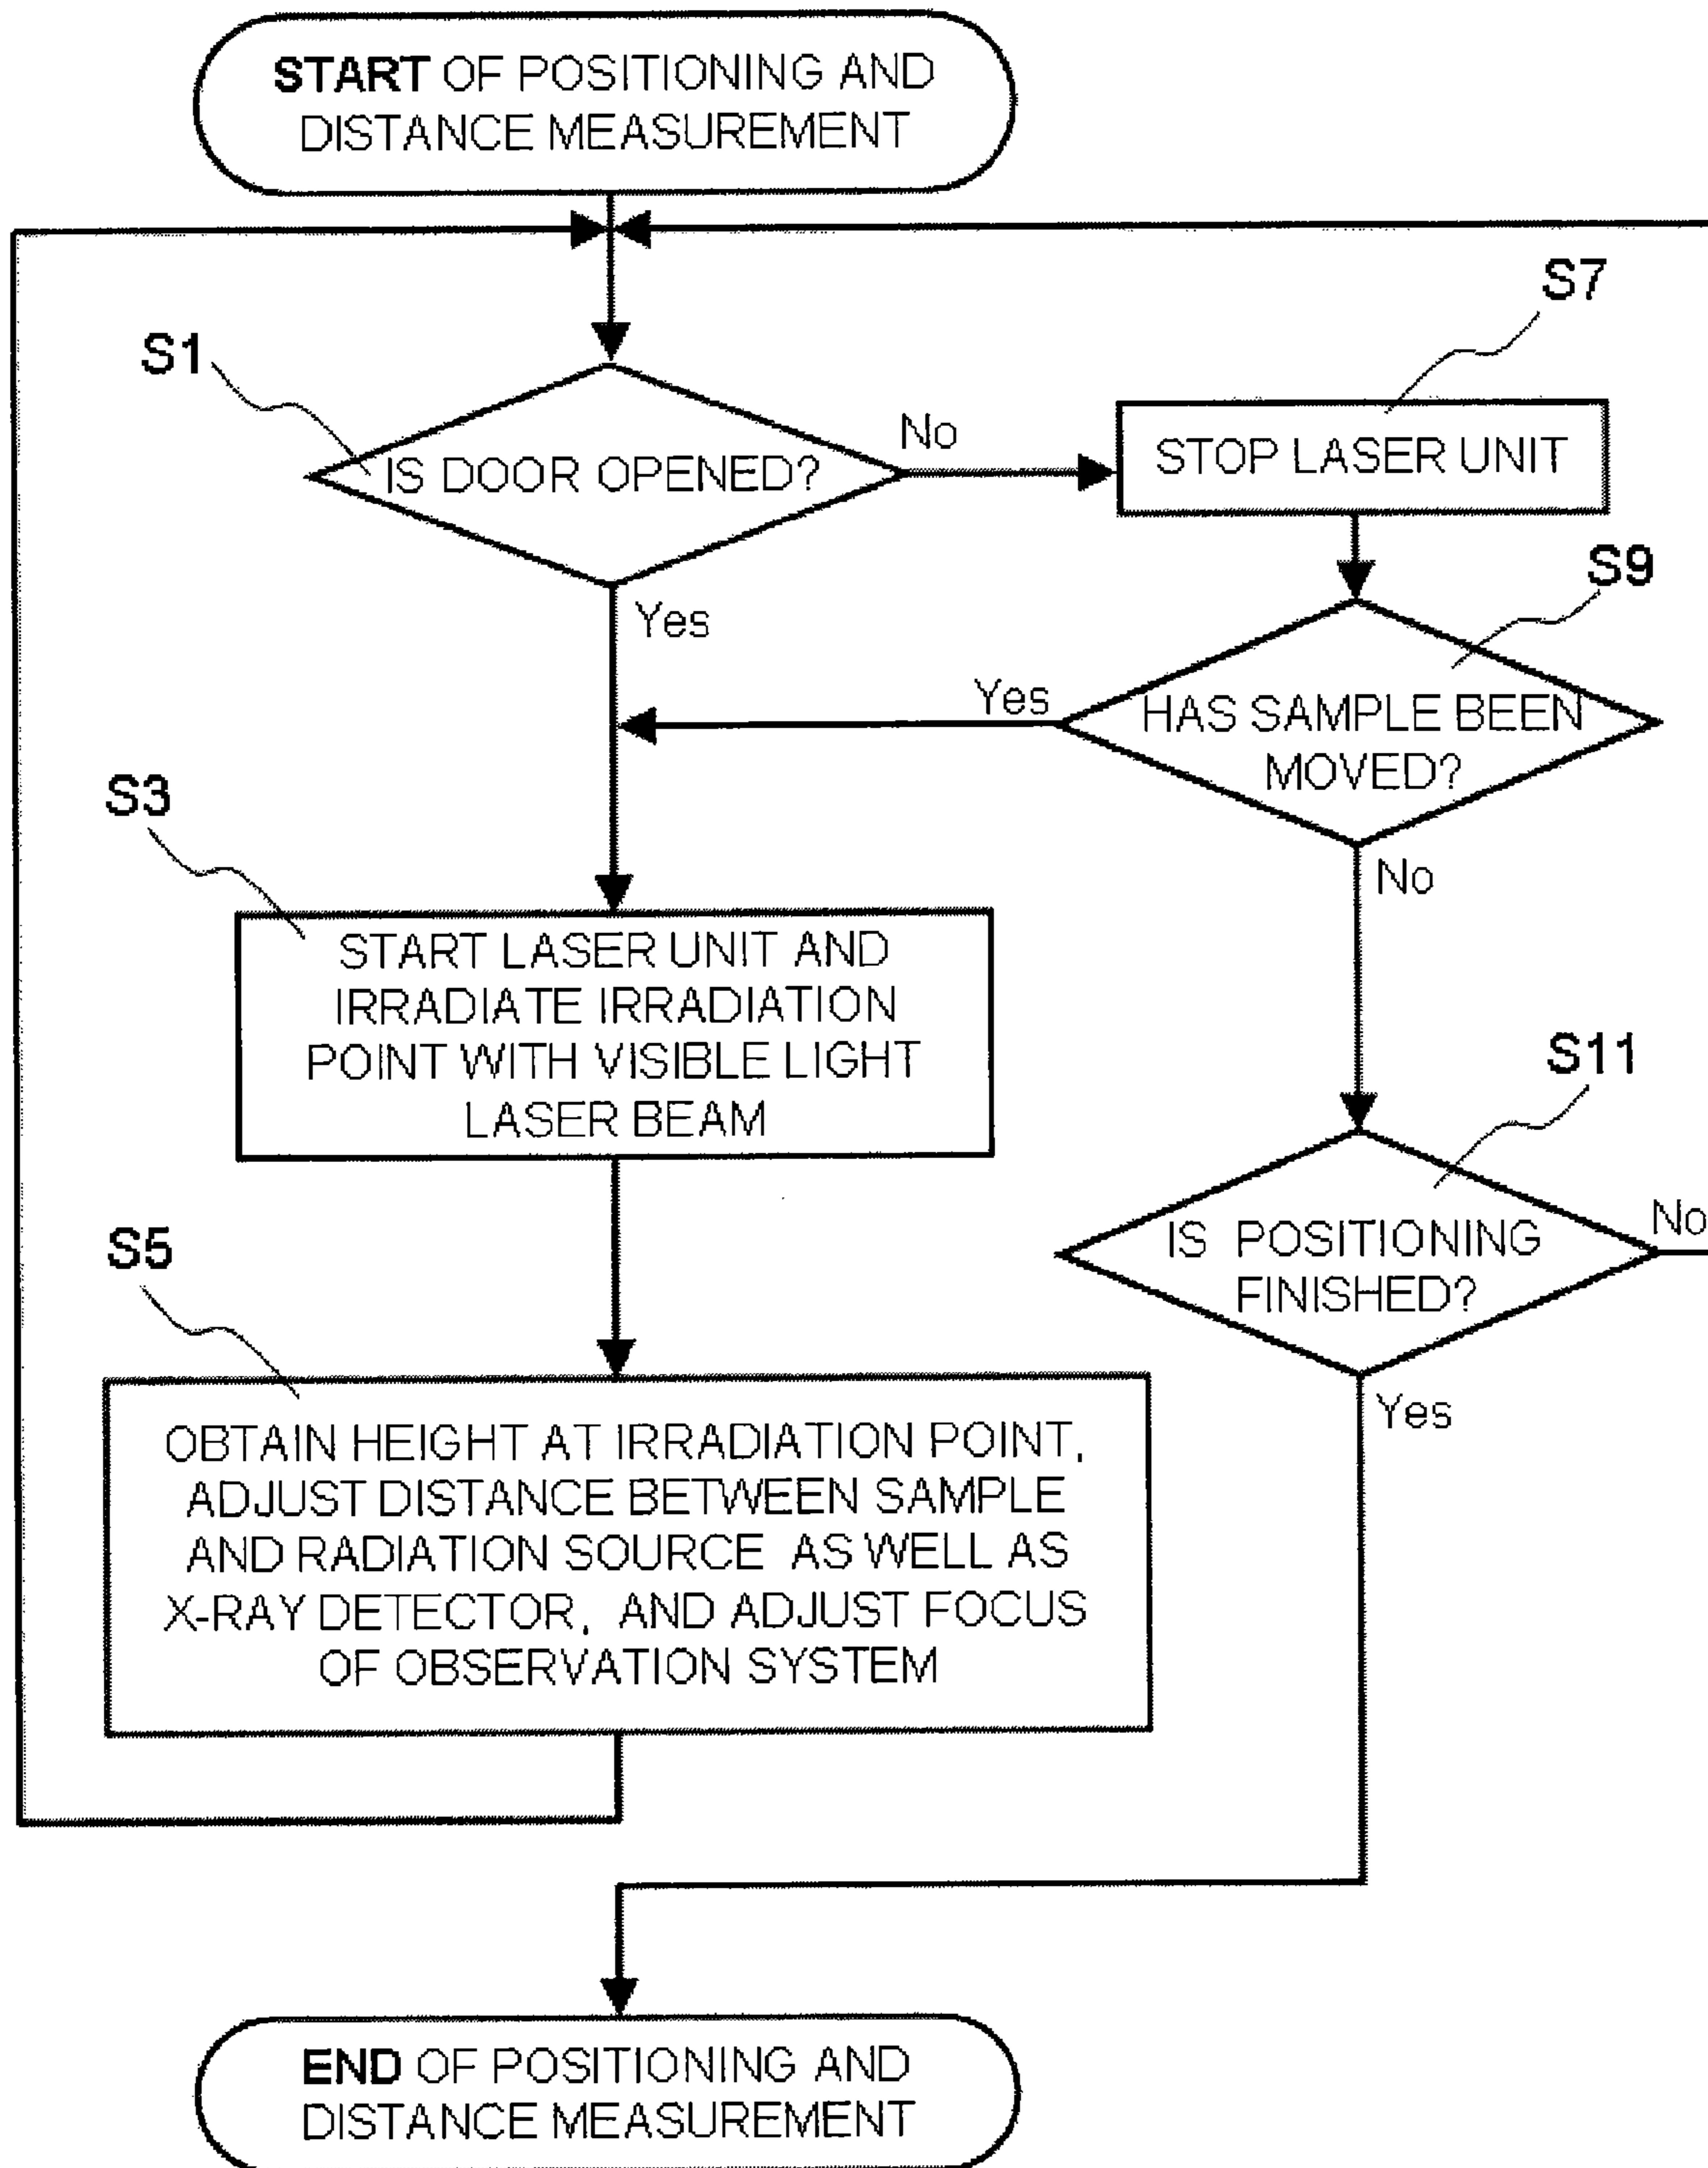 START OF POSITIONING AND
DISTANCE MEASUREMENT
S7
S1
No
STOP LASER UNIT
IS DOOR OPENED?
S9
Yes
Yes
HAS SAMPLE BEEN
MOVED?
S3
No
START LASER UNIT AND
IRRADIATE IRRADIATION
POINT WITH VISIBLE LIGHT
LASER BEAM
S11
No
IS POSITIONING
FINISHED?
S5
Yes
OBTAIN HEIGHT AT IRRADIATION POINT,
ADJUST DISTANCE BETWEEN SAMPLE
AND RADIATION SOURCE AS WELL AS
X-RAY DETECTOR, AND ADJUST FOCUS
OF OBSERVATION SYSTEM
END OF POSITIONING AND
DISTANCE MEASUREMENT